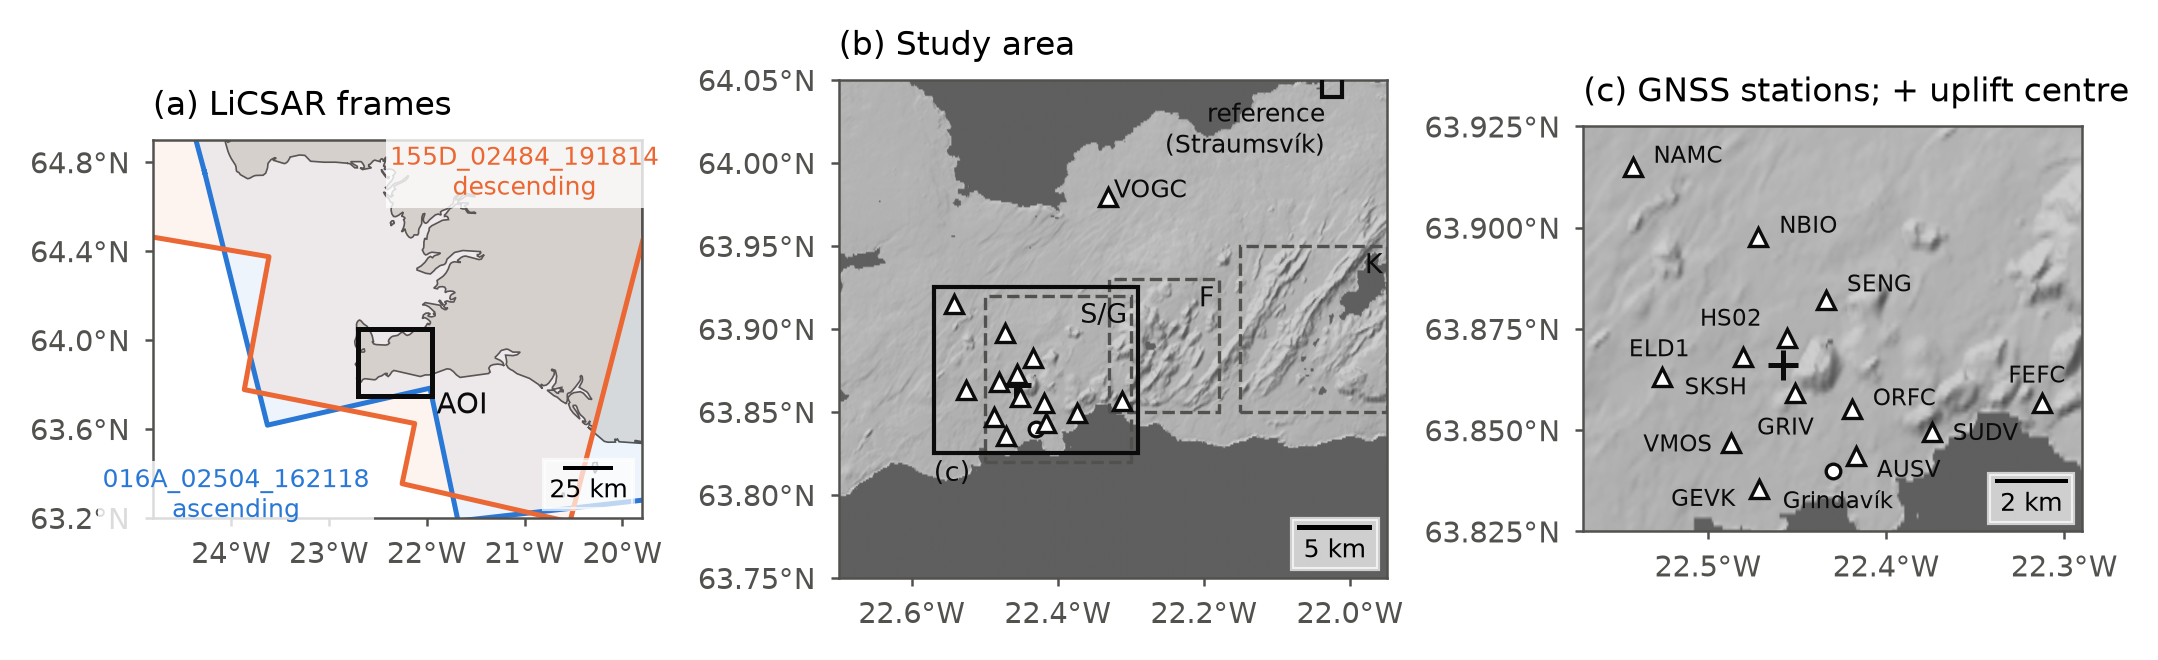 (a) LiCSAR frames
64.8°N
64.4°N
64.0°N
63.6°N
63.2°N
24°W
23°W
22°W
21°W
20°W
155D_02484_191814
descending
AOI
016A_02504_162118
ascending
25 km
(b) Study area
64.05°N
64.00°N
63.95°N
63.90°N
63.85°N
63.80°N
63.75°N
22.6°W
22.4°W
22.2°W
22.0°W
reference
(Straumsvík)
VOGC
K
F
S/G
(c)
5 km
(c) GNSS stations; + uplift centre
63.925°N
63.900°N
63.875°N
63.850°N
63.825°N
22.5°W
22.4°W
22.3°W
NAMC
NBIO
SENG
HS02
ELD1
SKSH
FEFC
ORFC
GRIV
SUDV
VMOS
AUSV
GEVK
Grindavík
2 km